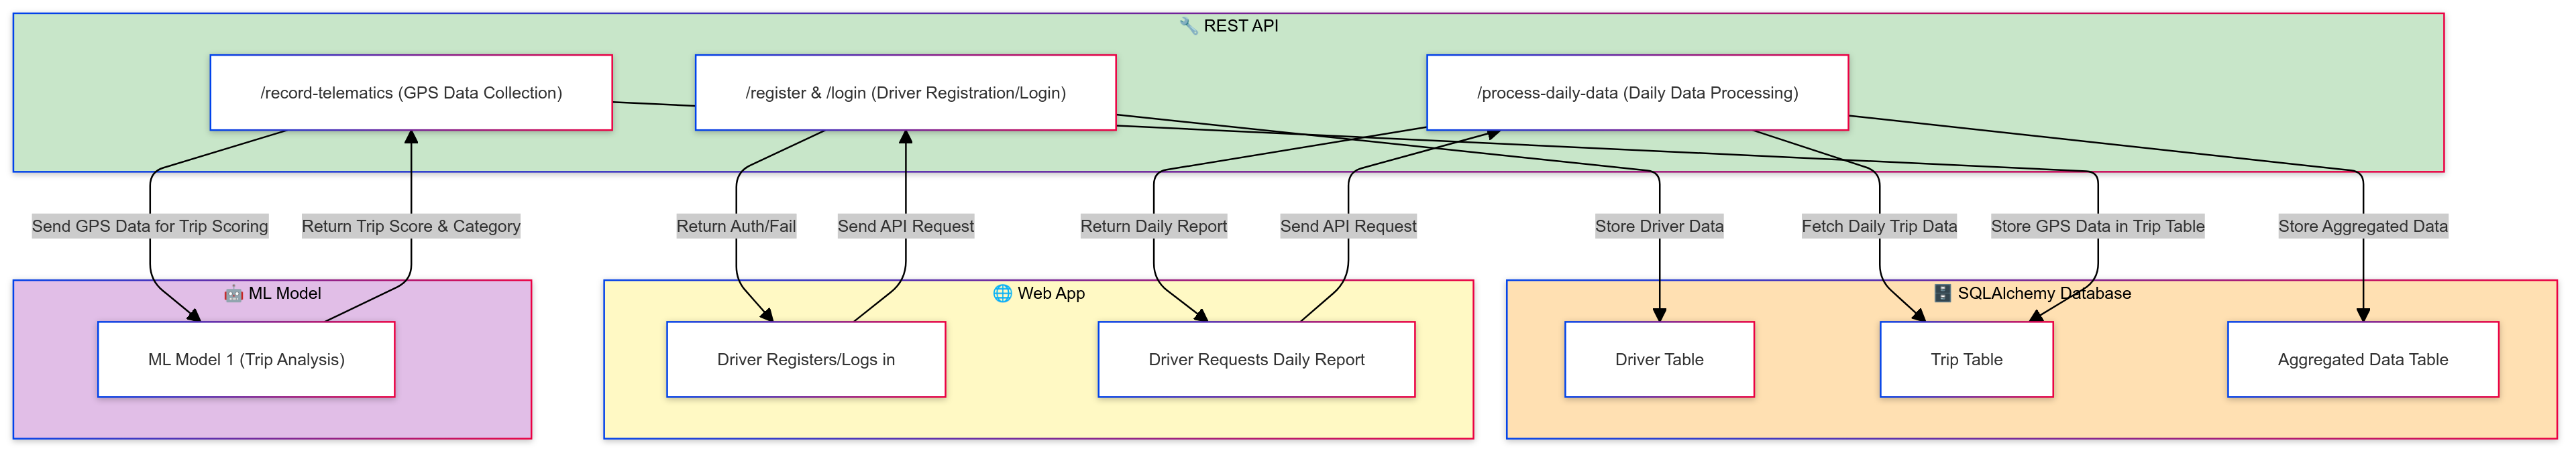 🔧 REST API
/record-telematics (GPS Data Collection)
/register & /login (Driver Registration/Login)
/process-daily-data (Daily Data Processing)
Send GPS Data for Trip Scoring
Return Trip Score & Category
Return Auth/Fail
Send API Request
Return Daily Report
Send API Request
Store Driver Data
Fetch Daily Trip Data
Store GPS Data in Trip Table
Store Aggregated Data
🤖 ML Model
🌐 Web App
🗄️ SQLAlchemy Database
ML Model 1 (Trip Analysis)
Driver Registers/Logs in
Driver Requests Daily Report
Driver Table
Trip Table
Aggregated Data Table